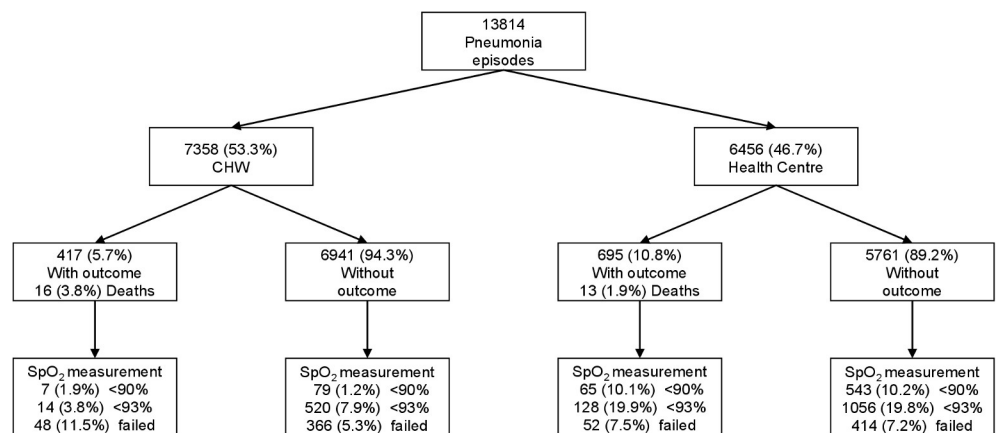 13814
Pneumonia
episodes
7358 (53.3%)
CHW
6456 (46.7%)
Health Centre
417 (5.7%)
With outcome
16 (3.8%) Deaths
6941 (94.3%)
Without
outcome
695 (10.8%)
With outcome
13 (1.9%) Deaths
5761 (89.2%)
Without
outcome
SpO₂ measurement
7 (1.9%) <90%
14 (3.8%) <93%
48 (11.5%) failed
SpO₂ measurement
79 (1.2%) <90%
520 (7.9%) <93%
366 (5.3%) failed
SpO₂ measurement
65 (10.1%) <90%
128 (19.9%) <93%
52 (7.5%) failed
SpO₂ measurement
543 (10.2%) <90%
1056 (19.8%) <93%
414 (7.2%) failed